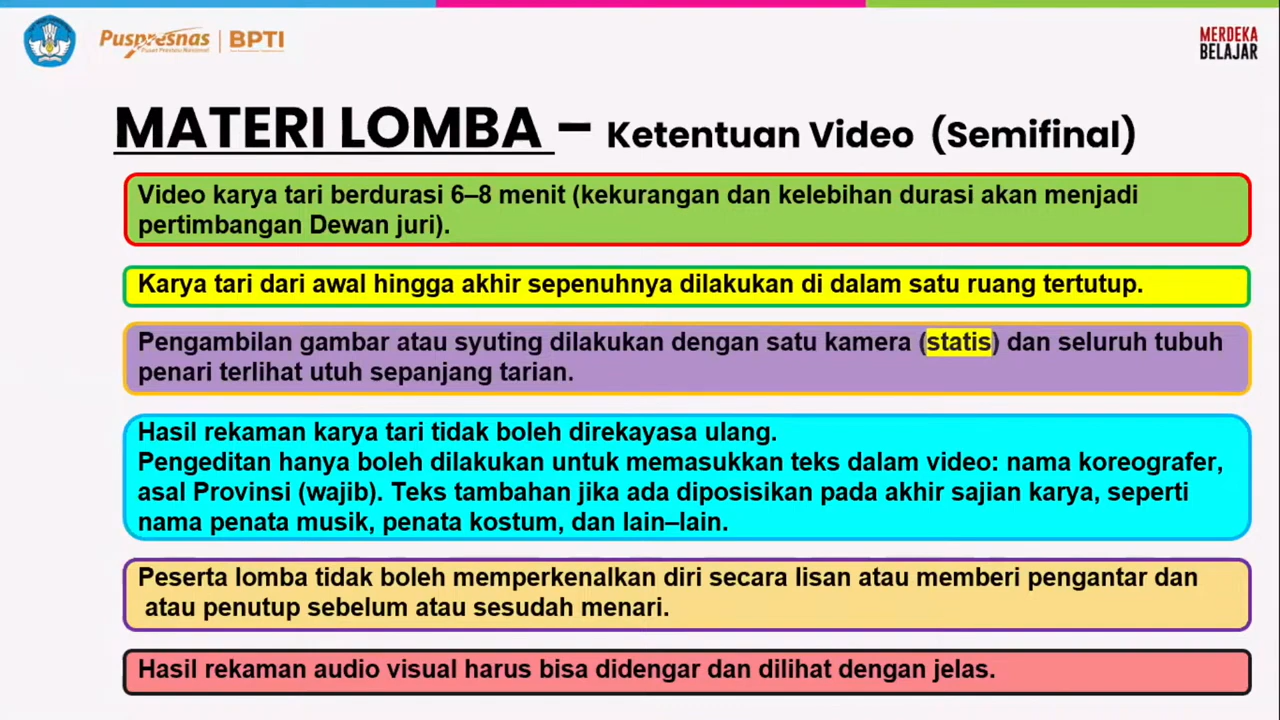 Puspresnas | BPTI
Pusat Prestasi Nasional
MERDEKA
BELAJAR
MATERI LOMBA – Ketentuan Video (Semifinal)
Video karya tari berdurasi 6–8 menit (kekurangan dan kelebihan durasi akan menjadi
pertimbangan Dewan juri).
Karya tari dari awal hingga akhir sepenuhnya dilakukan di dalam satu ruang tertutup.
Pengambilan gambar atau syuting dilakukan dengan satu kamera (statis) dan seluruh tubuh
penari terlihat utuh sepanjang tarian.
Hasil rekaman karya tari tidak boleh direkayasa ulang.
Pengeditan hanya boleh dilakukan untuk memasukkan teks dalam video: nama koreografer,
asal Provinsi (wajib). Teks tambahan jika ada diposisikan pada akhir sajian karya, seperti
nama penata musik, penata kostum, dan lain–lain.
Peserta lomba tidak boleh memperkenalkan diri secara lisan atau memberi pengantar dan
atau penutup sebelum atau sesudah menari.
Hasil rekaman audio visual harus bisa didengar dan dilihat dengan jelas.